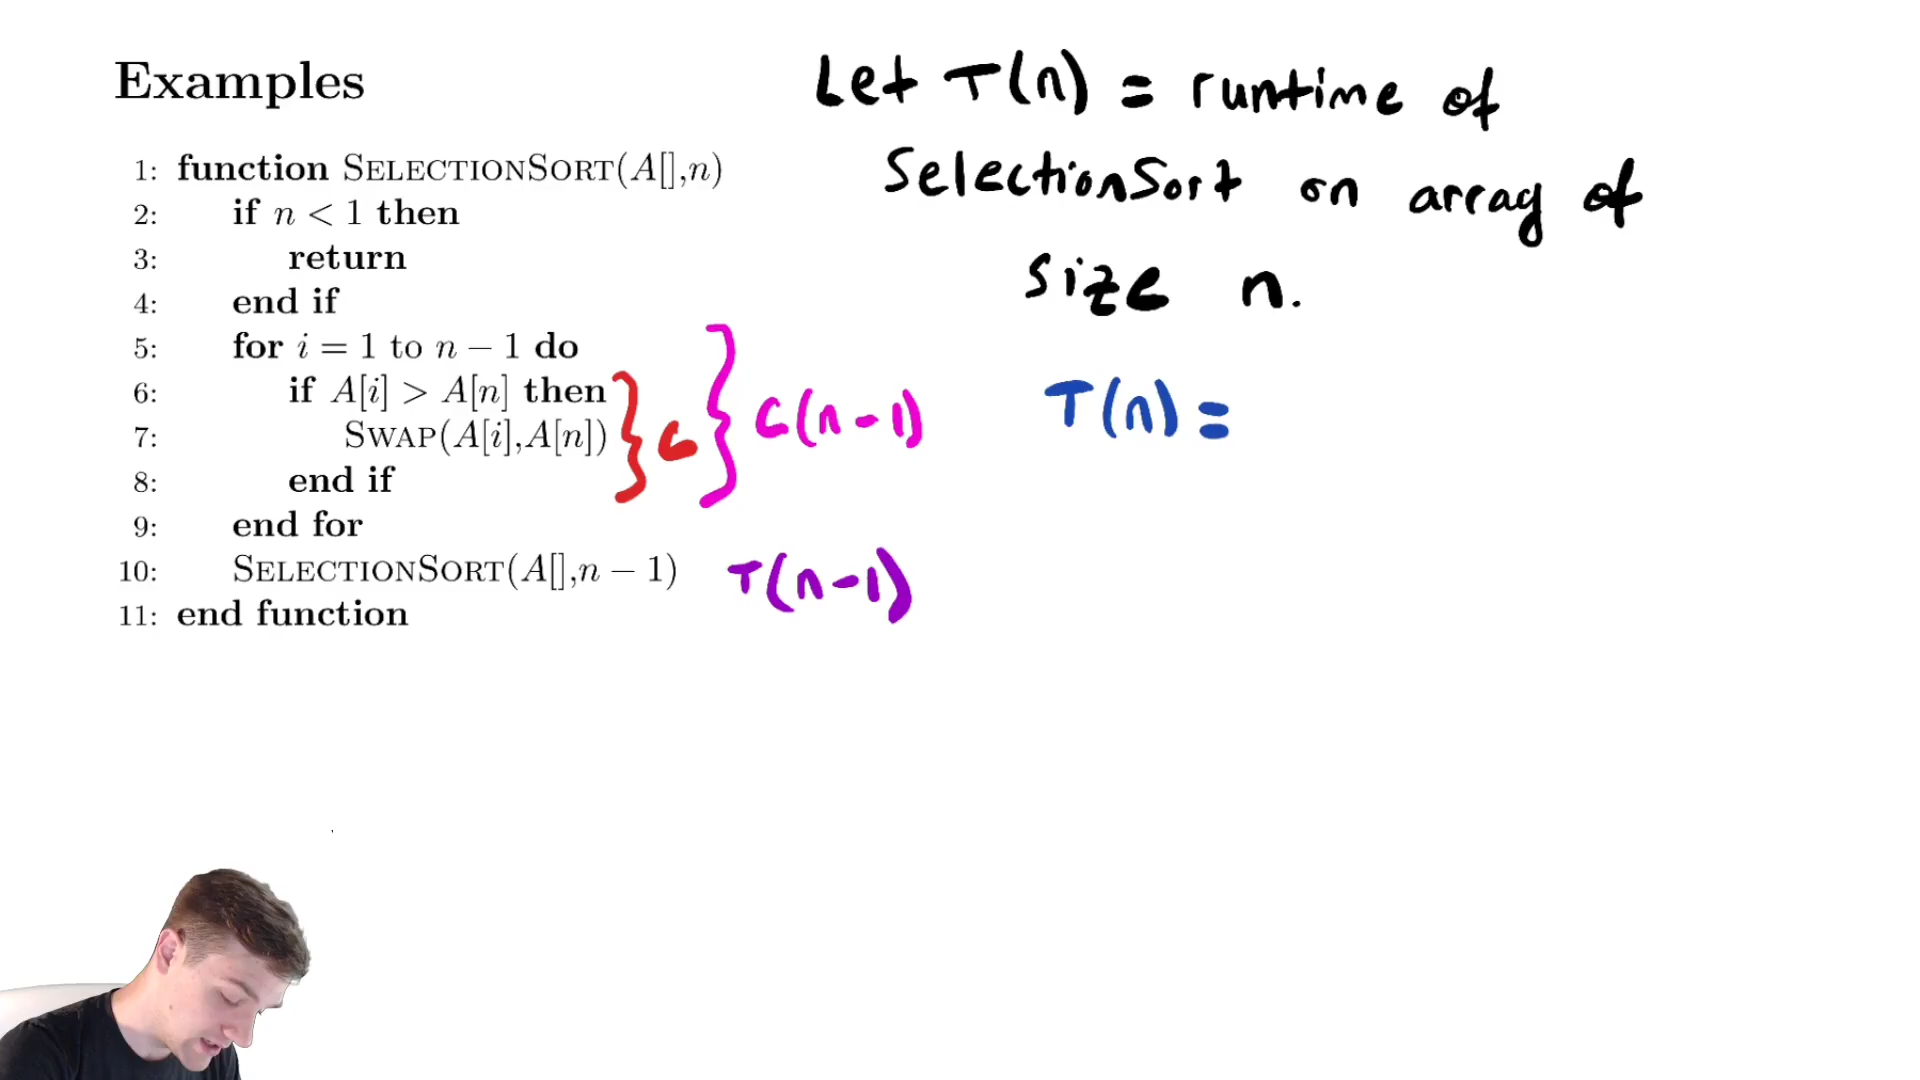 Examples
1: function SELECTIONSORT(A[],n)
2: if n < 1 then
3: return
4: end if
5: for i = 1 to n − 1 do
6: if A[i] > A[n] then
7: SWAP(A[i],A[n])
8: end if
9: end for
10: SELECTIONSORT(A[],n − 1)
11: end function
c
c(n-1)
T(n-1)
Let T(n) = runtime of
SelectionSort on array of
size n.
T(n) =